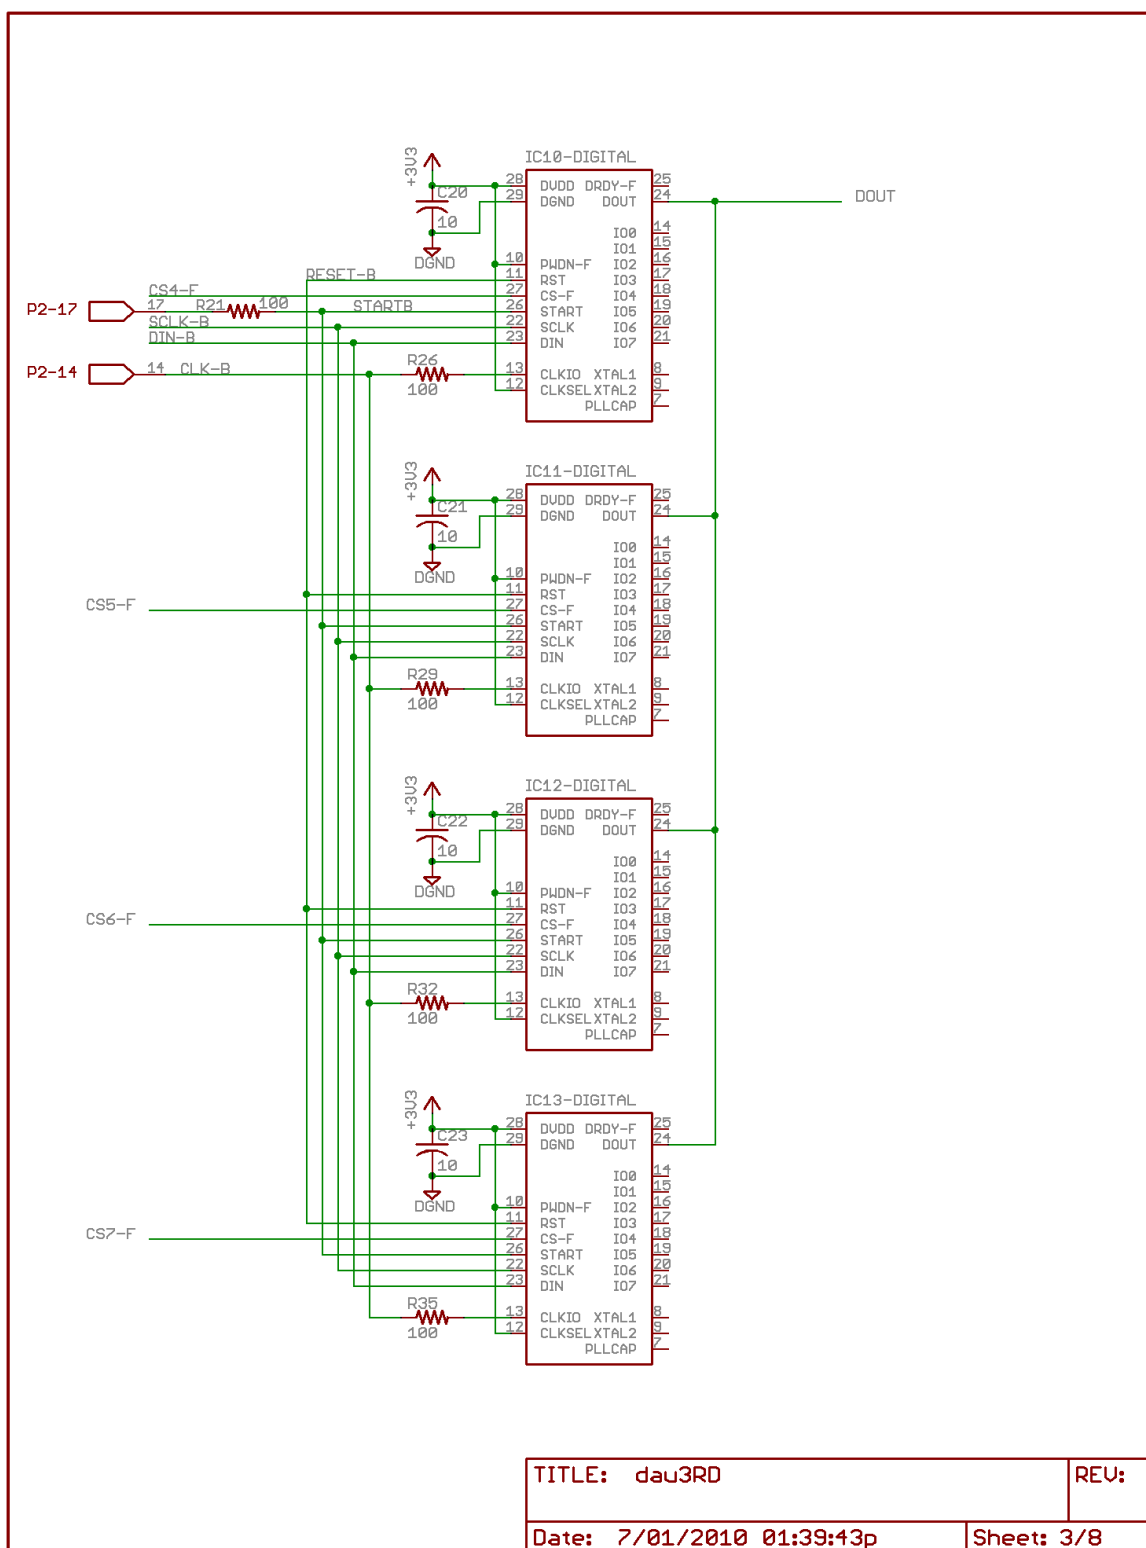 IC10-DIGITAL
+3V3
C20
10
DGND
28 DVDD DRDY-F 25
29 DGND DOUT 24
DOUT
IO0 14
IO1 15
10 PWDN-F IO2 16
RESET-B
11 RST IO3 17
CS4-F
27 CS-F IO4 18
P2-17 17 R21 100 STARTB
26 START IO5 19
SCLK-B
22 SCLK IO6 20
DIN-B
23 DIN IO7 21
R26
P2-14 14 CLK-B
100
13 CLKIO XTAL1 8
12 CLKSEL XTAL2 9
PLLCAP 7
IC11-DIGITAL
+3V3
C21
10
DGND
28 DVDD DRDY-F 25
29 DGND DOUT 24
IO0 14
IO1 15
10 PWDN-F IO2 16
11 RST IO3 17
CS5-F
27 CS-F IO4 18
26 START IO5 19
22 SCLK IO6 20
23 DIN IO7 21
R29
100
13 CLKIO XTAL1 8
12 CLKSEL XTAL2 9
PLLCAP 7
IC12-DIGITAL
+3V3
C22
10
DGND
28 DVDD DRDY-F 25
29 DGND DOUT 24
IO0 14
IO1 15
10 PWDN-F IO2 16
11 RST IO3 17
CS6-F
27 CS-F IO4 18
26 START IO5 19
22 SCLK IO6 20
23 DIN IO7 21
R32
100
13 CLKIO XTAL1 8
12 CLKSEL XTAL2 9
PLLCAP 7
IC13-DIGITAL
+3V3
C23
10
DGND
28 DVDD DRDY-F 25
29 DGND DOUT 24
IO0 14
IO1 15
10 PWDN-F IO2 16
11 RST IO3 17
CS7-F
27 CS-F IO4 18
26 START IO5 19
22 SCLK IO6 20
23 DIN IO7 21
R35
100
13 CLKIO XTAL1 8
12 CLKSEL XTAL2 9
PLLCAP 7
TITLE: dau3RD
REV:
Date: 7/01/2010 01:39:43p
Sheet: 3/8